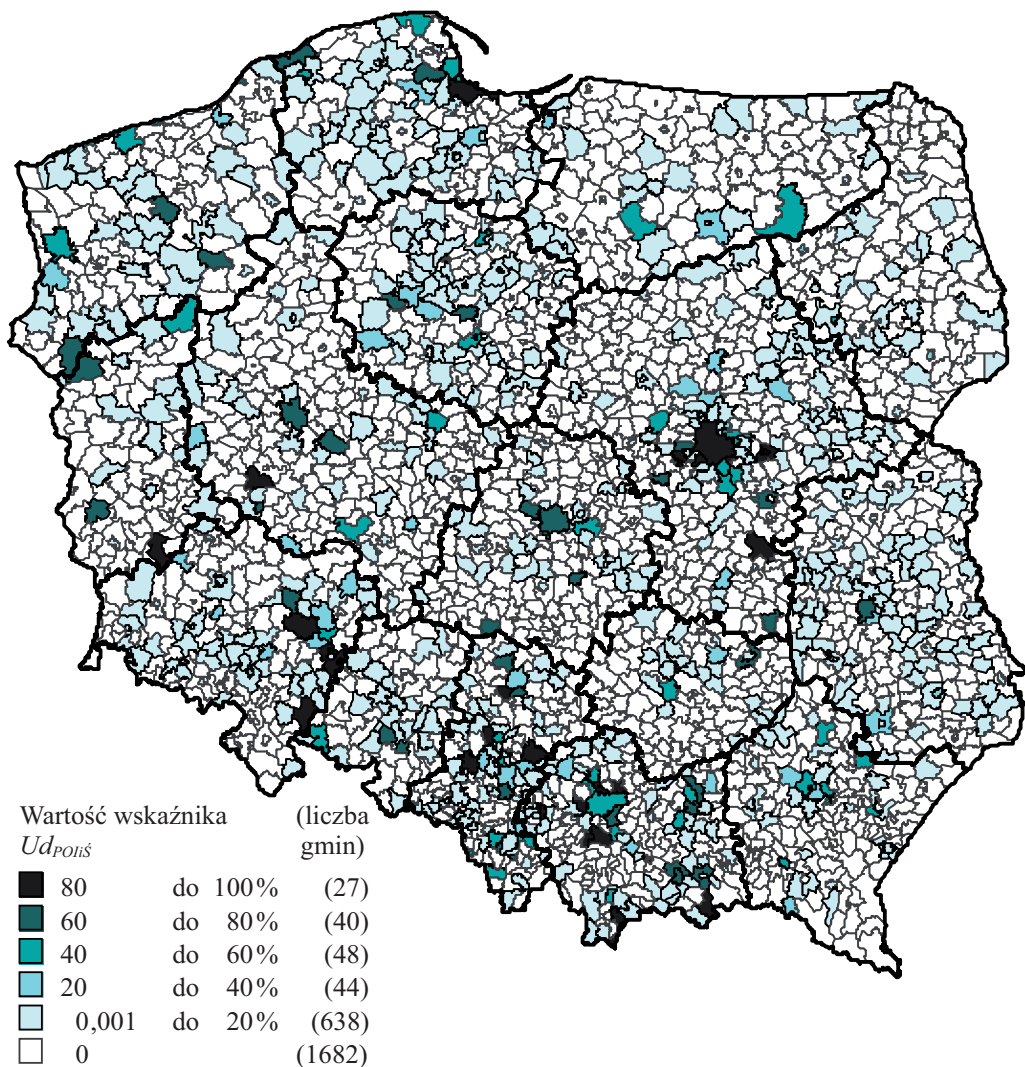 Wartość wskaźnika (liczba
Ud_POIiŚ gmin)
80 do 100% (27)
60 do 80% (40)
40 do 60% (48)
20 do 40% (44)
0,001 do 20% (638)
0 (1682)